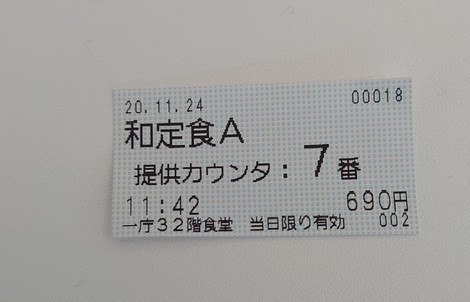 20.11.24 00018
和定食A
提供カウンタ：7番
11:42 690円
一庁32階食堂 当日限り有効 002